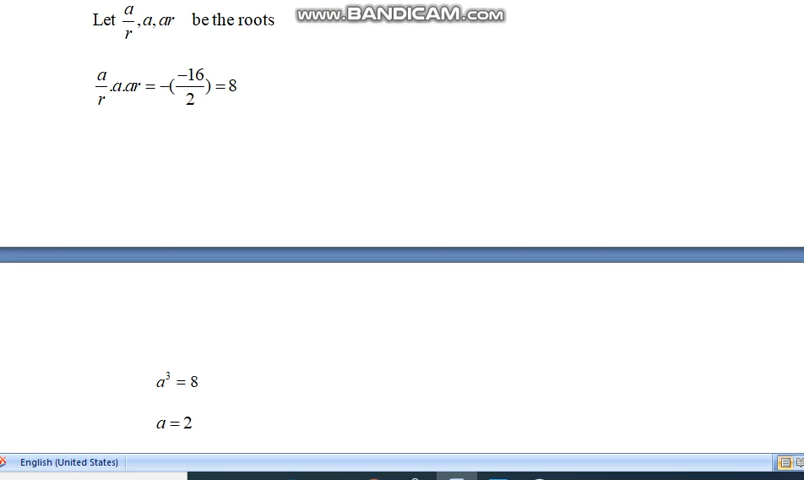 www.BANDICAM.com
Let a/r, a, ar be the roots
a/r .a.ar = -(-16/2) = 8
a³ = 8
a = 2
English (United States)